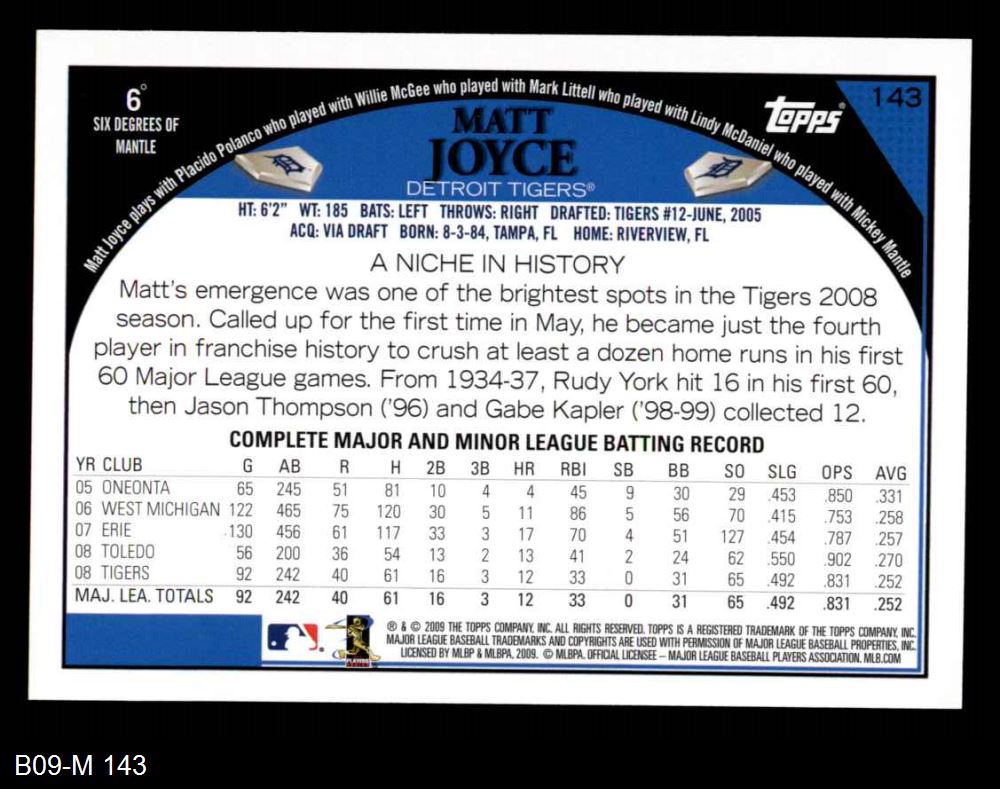 143
6°
SIX DEGREES OF
MANTLE
Matt Joyce plays with Placido Polanco who played with Willie McGee who played with Mark Littell who played with Lindy McDaniel who played with Mickey Mantle
TOPPS®
MATT
JOYCE
DETROIT TIGERS®
HT: 6'2" WT: 185 BATS: LEFT THROWS: RIGHT DRAFTED: TIGERS #12-JUNE, 2005
ACQ: VIA DRAFT BORN: 8-3-84, TAMPA, FL HOME: RIVERVIEW, FL
A NICHE IN HISTORY
Matt's emergence was one of the brightest spots in the Tigers 2008
season. Called up for the first time in May, he became just the fourth
player in franchise history to crush at least a dozen home runs in his first
60 Major League games. From 1934-37, Rudy York hit 16 in his first 60,
then Jason Thompson ('96) and Gabe Kapler ('98-99) collected 12.
COMPLETE MAJOR AND MINOR LEAGUE BATTING RECORD
YR CLUB G AB R H 2B 3B HR RBI SB BB SO SLG OPS AVG
05 ONEONTA 65 245 51 81 10 4 4 45 9 30 29 .453 .850 .331
06 WEST MICHIGAN 122 465 75 120 30 5 11 86 5 56 70 .415 .753 .258
07 ERIE 130 456 61 117 33 3 17 70 4 51 127 .454 .787 .257
08 TOLEDO 56 200 36 54 13 2 13 41 2 24 62 .550 .902 .270
08 TIGERS 92 242 40 61 16 3 12 33 0 31 65 .492 .831 .252
MAJ. LEA. TOTALS 92 242 40 61 16 3 12 33 0 31 65 .492 .831 .252
® & © 2009 THE TOPPS COMPANY, INC. ALL RIGHTS RESERVED. TOPPS IS A REGISTERED TRADEMARK OF THE TOPPS COMPANY, INC.
MAJOR LEAGUE BASEBALL TRADEMARKS AND COPYRIGHTS ARE USED WITH PERMISSION OF MAJOR LEAGUE BASEBALL PROPERTIES, INC.
LICENSED BY MLBP & MLBPA, 2009. © MLBPA. OFFICIAL LICENSEE – MAJOR LEAGUE BASEBALL PLAYERS ASSOCIATION. MLB.COM
B09-M 143